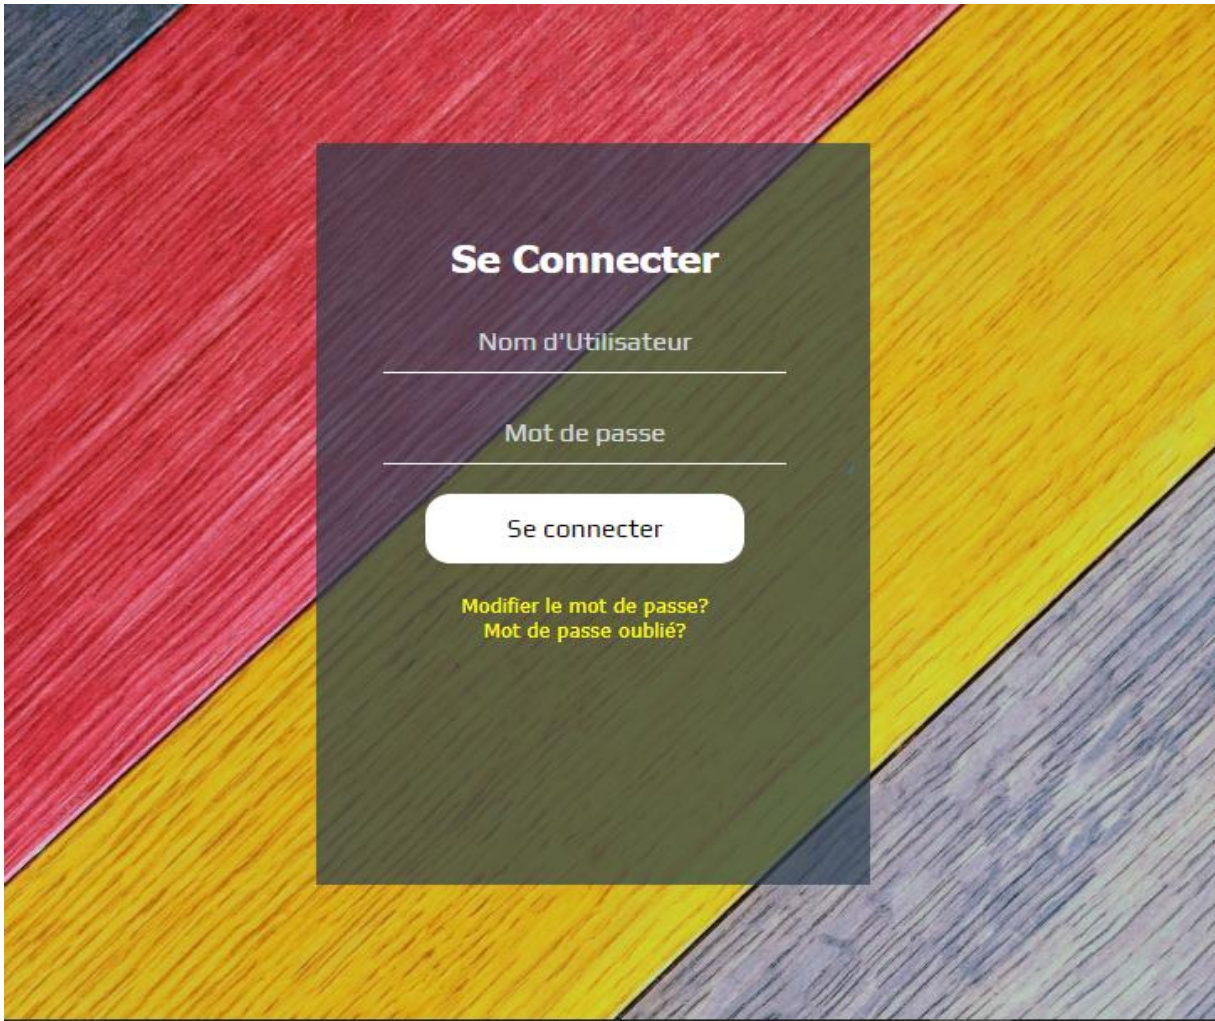 Se Connecter
Nom d'Utilisateur
Mot de passe
Se connecter
Modifier le mot de passe?
Mot de passe oublié?